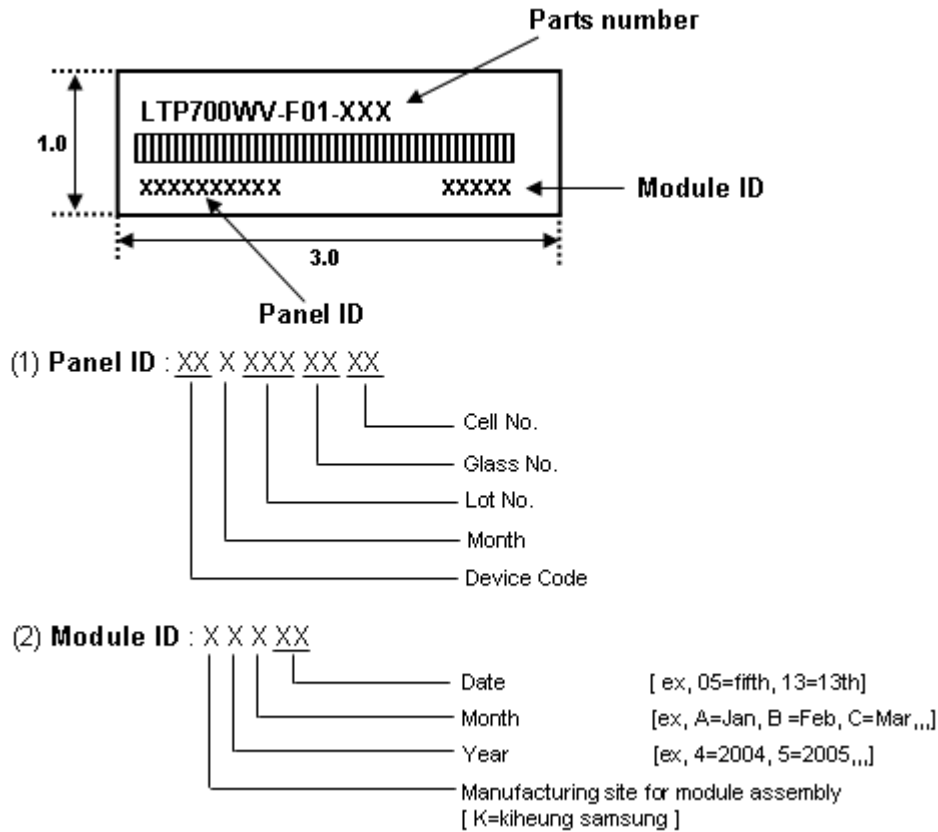 Parts number
LTP700WV-F01-XXX
1.0
XXXXXXXXXX XXXXX
Module ID
3.0
Panel ID
(1) Panel ID : XX X XXX XX XX
Cell No.
Glass No.
Lot No.
Month
Device Code
(2) Module ID : X X X XX
Date [ ex, 05=fifth, 13=13th]
Month [ex, A=Jan, B =Feb, C=Mar,,,]
Year [ex, 4=2004, 5=2005,,,]
Manufacturing site for module assembly
[ K=kiheung samsung ]